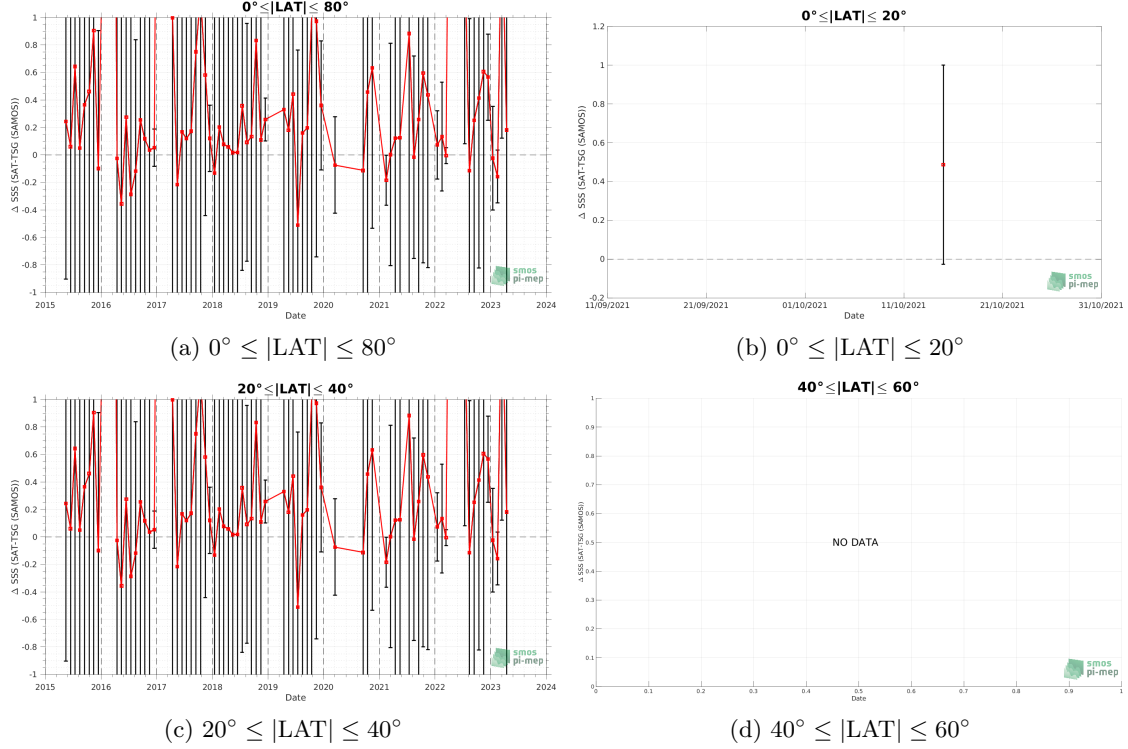 0°≤|LAT|≤ 80°
Δ SSS (SAT-TSG (SAMOS))
1
0.8
0.6
0.4
0.2
0
-0.2
-0.4
-0.6
-0.8
-1
2015 2016 2017 2018 2019 2020 2021 2022 2023 2024
Date
smos
pi-mep
(a) 0° ≤ |LAT| ≤ 80°
0°≤|LAT|≤ 20°
Δ SSS (SAT-TSG (SAMOS))
1.2
1
0.8
0.6
0.4
0.2
0
-0.2
11/09/2021 21/09/2021 01/10/2021 11/10/2021 21/10/2021 31/10/2021
Date
smos
pi-mep
(b) 0° ≤ |LAT| ≤ 20°
20°≤|LAT|≤ 40°
Δ SSS (SAT-TSG (SAMOS))
1
0.8
0.6
0.4
0.2
0
-0.2
-0.4
-0.6
-0.8
-1
2015 2016 2017 2018 2019 2020 2021 2022 2023 2024
Date
smos
pi-mep
(c) 20° ≤ |LAT| ≤ 40°
40°≤|LAT|≤ 60°
Δ SSS (SAT-TSG (SAMOS))
1
0.9
0.8
0.7
0.6
0.5
0.4
0.3
0.2
0.1
0
NO DATA
0 0.1 0.2 0.3 0.4 0.5 0.6 0.7 0.8 0.9 1
Date
smos
pi-mep
(d) 40° ≤ |LAT| ≤ 60°